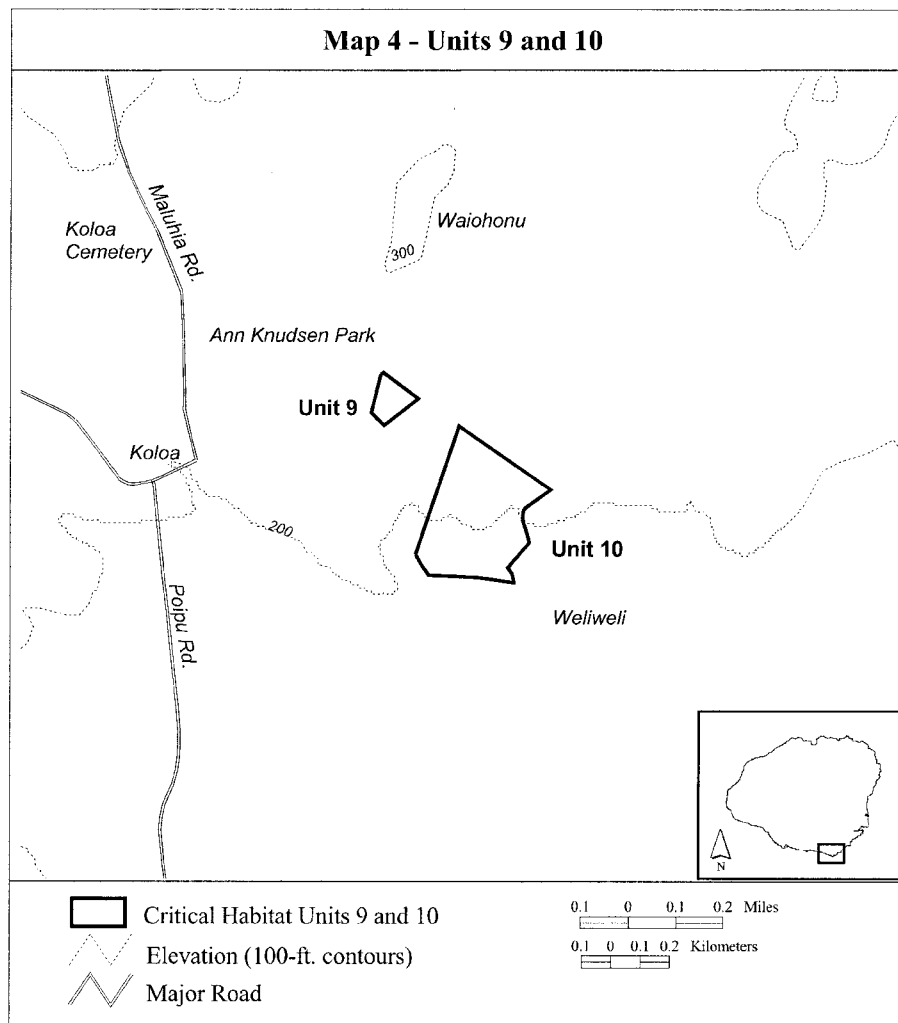 Map 4 - Units 9 and 10
Maluhia Rd.
Koloa
Cemetery
Waiohonu
300
Ann Knudsen Park
Unit 9
Koloa
200
Unit 10
Poipu Rd.
Weliweli
N
Critical Habitat Units 9 and 10
Elevation (100-ft. contours)
Major Road
0.1 0 0.1 0.2 Miles
0.1 0 0.1 0.2 Kilometers